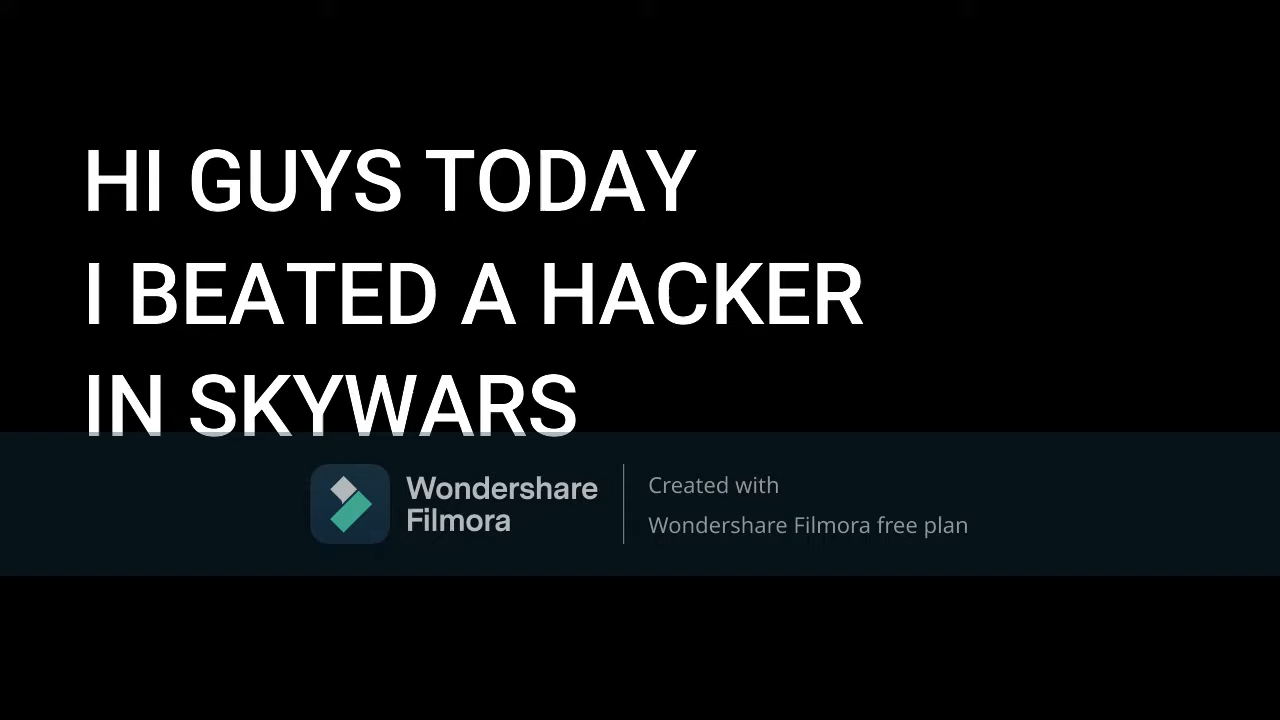 HI GUYS TODAY
I BEATED A HACKER
IN SKYWARS
Wondershare
Filmora
Created with
Wondershare Filmora free plan